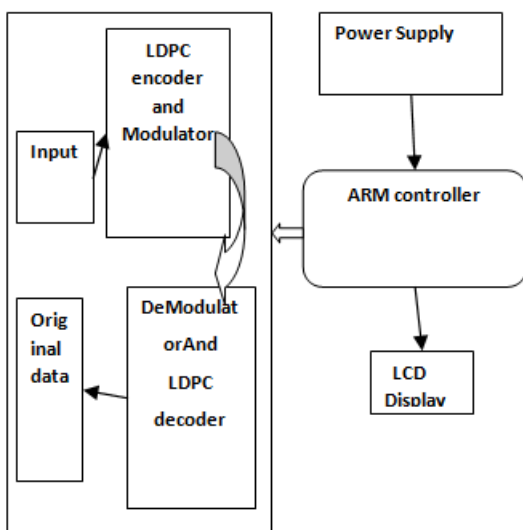 LDPC
encoder
and
Modulator
Input
DeModulat
orAnd
LDPC
decoder
Orig
inal
data
Power Supply
ARM controller
LCD
Display